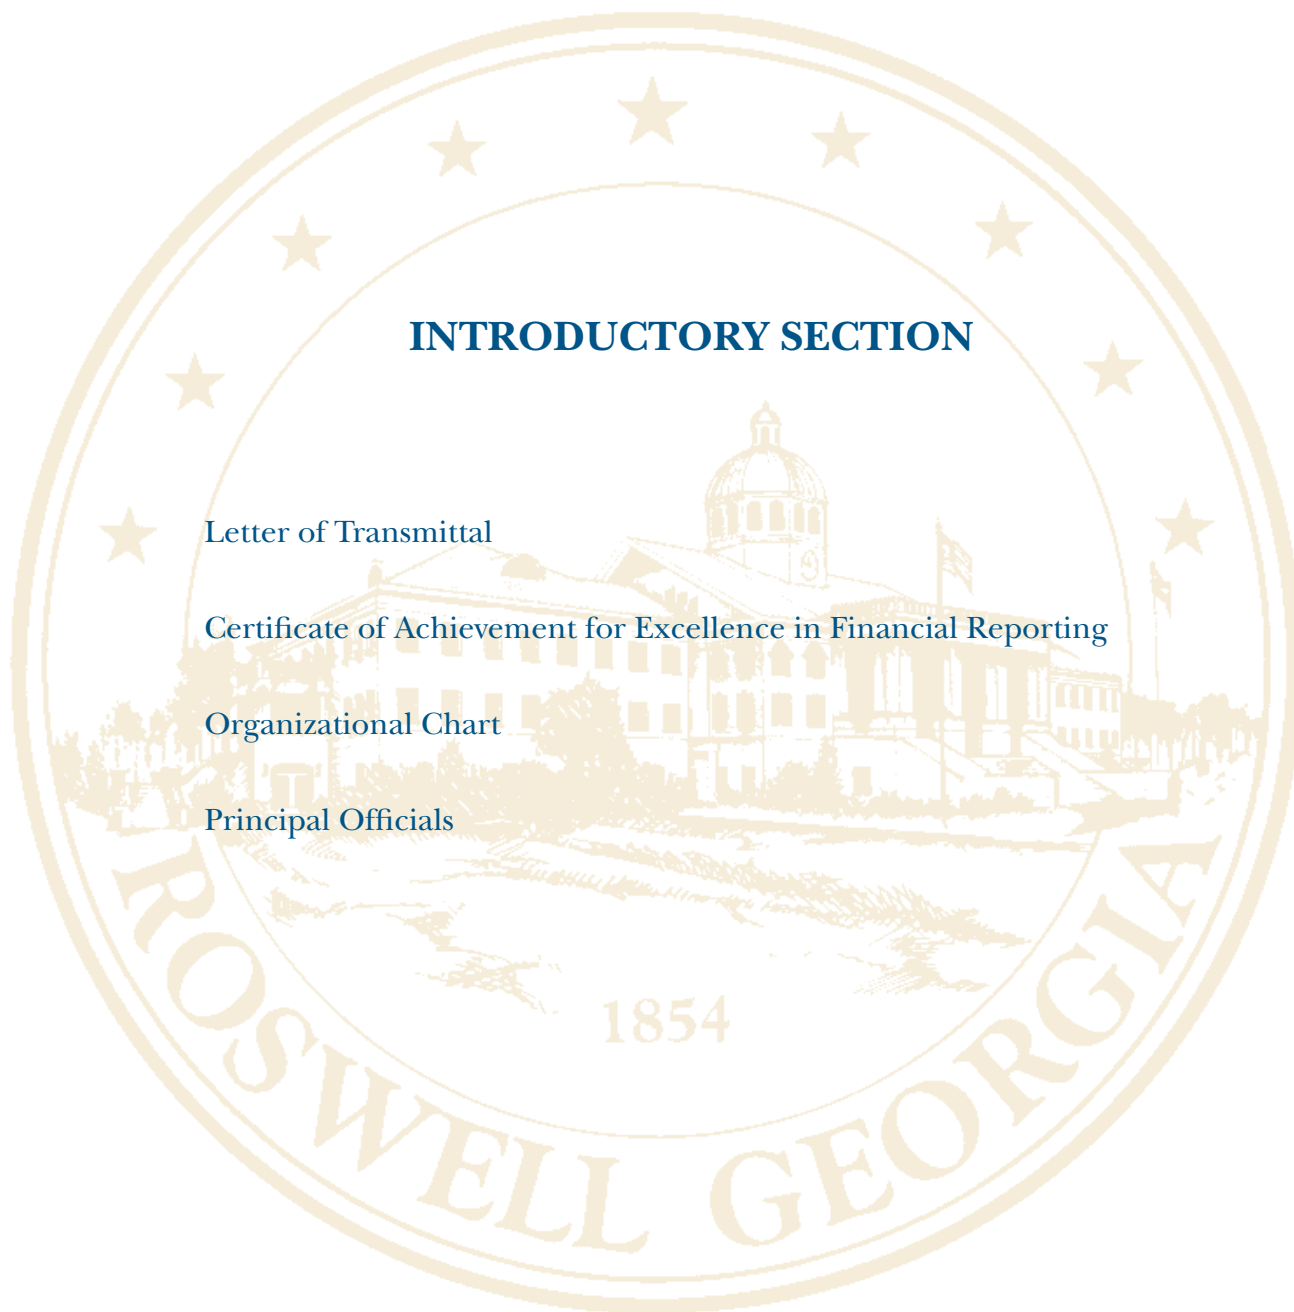 INTRODUCTORY SECTION
Letter of Transmittal
Certificate of Achievement for Excellence in Financial Reporting
Organizational Chart
Principal Officials
1854
ROSWELL GEORGIA